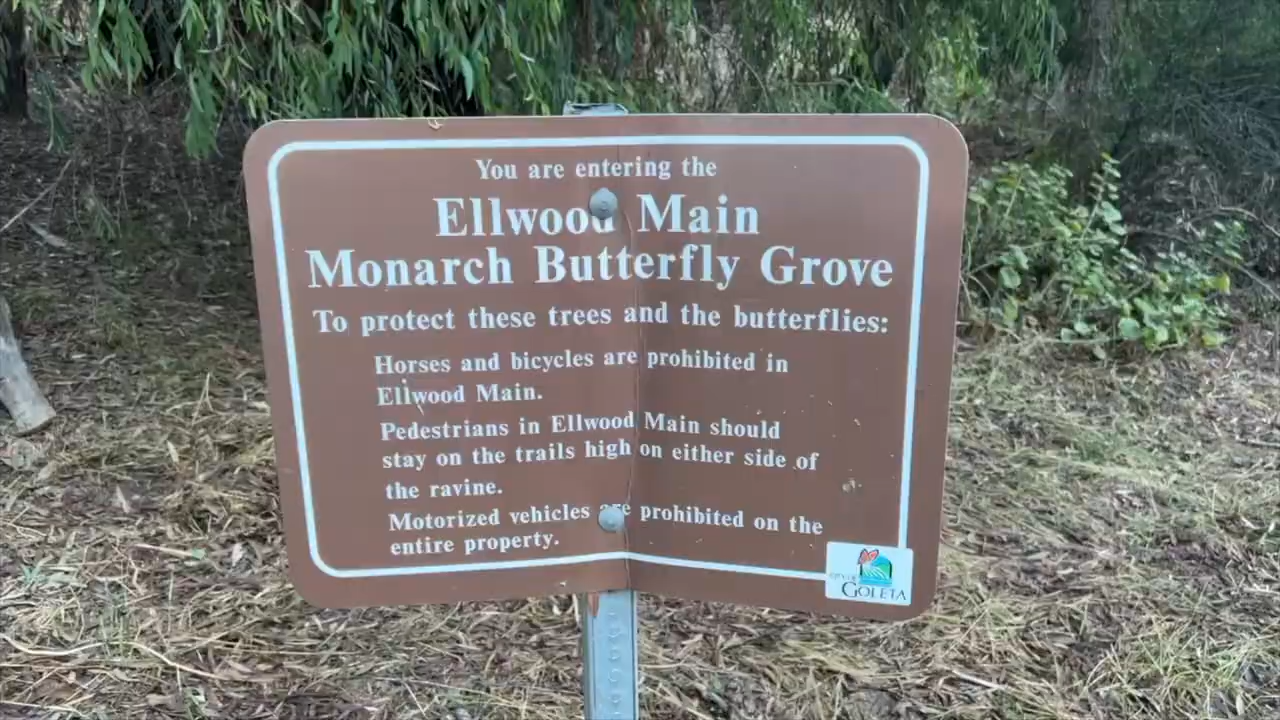 You are entering the
Ellwood Main
Monarch Butterfly Grove
To protect these trees and the butterflies:
Horses and bicycles are prohibited in
Ellwood Main.
Pedestrians in Ellwood Main should
stay on the trails high on either side of
the ravine.
Motorized vehicles are prohibited on the
entire property.
CITY OF
GOLETA